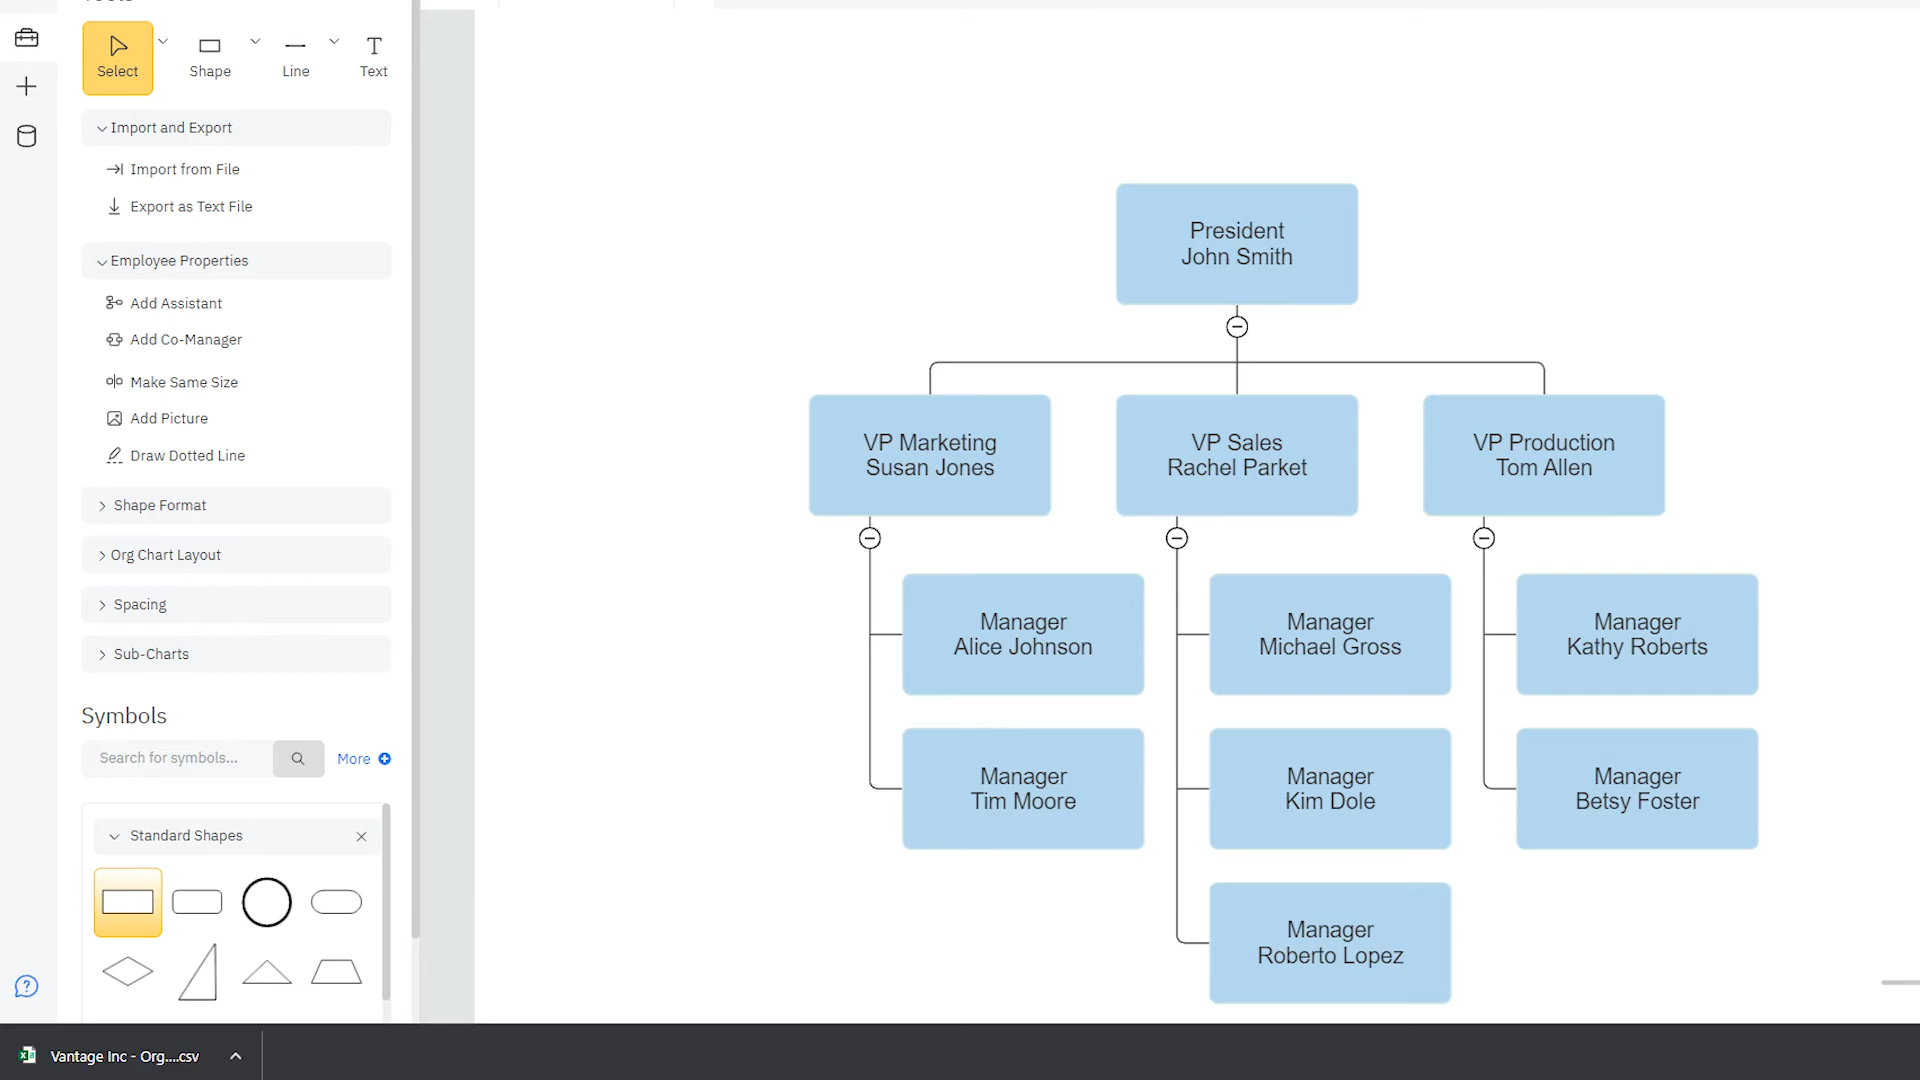 Select
Shape
Line
Text
Import and Export
Import from File
Export as Text File
Employee Properties
Add Assistant
Add Co-Manager
Make Same Size
Add Picture
Draw Dotted Line
Shape Format
Org Chart Layout
Spacing
Sub-Charts
Symbols
Search for symbols...
More
Standard Shapes
President
John Smith
VP Marketing
Susan Jones
VP Sales
Rachel Parket
VP Production
Tom Allen
Manager
Alice Johnson
Manager
Michael Gross
Manager
Kathy Roberts
Manager
Tim Moore
Manager
Kim Dole
Manager
Betsy Foster
Manager
Roberto Lopez
Vantage Inc - Org....csv